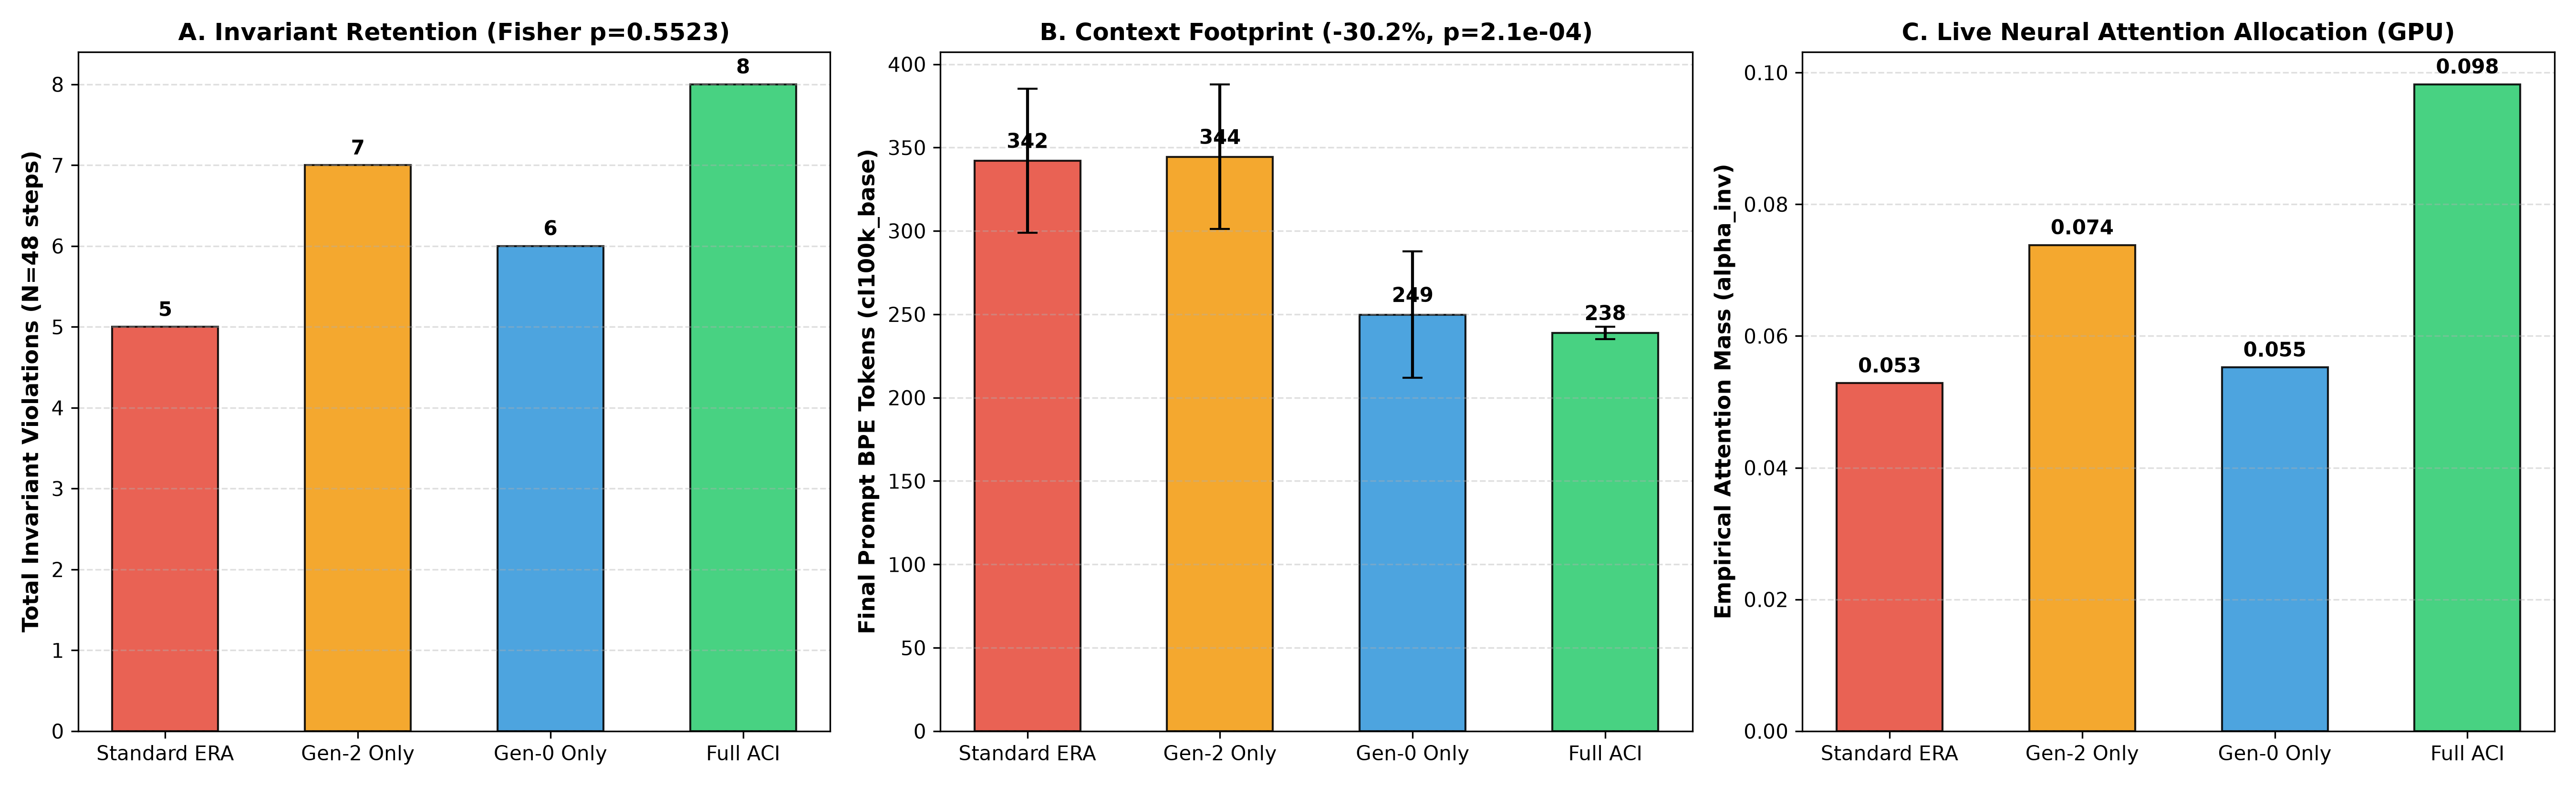 A. Invariant Retention (Fisher p=0.5523)
Total Invariant Violations (N=48 steps)
8
7
6
5
4
3
2
1
0
5
7
6
8
Standard ERA
Gen-2 Only
Gen-0 Only
Full ACI
B. Context Footprint (-30.2%, p=2.1e-04)
Final Prompt BPE Tokens (cl100k_base)
400
350
300
250
200
150
100
50
0
342
344
249
238
Standard ERA
Gen-2 Only
Gen-0 Only
Full ACI
C. Live Neural Attention Allocation (GPU)
Empirical Attention Mass (alpha_inv)
0.10
0.08
0.06
0.04
0.02
0.00
0.053
0.074
0.055
0.098
Standard ERA
Gen-2 Only
Gen-0 Only
Full ACI